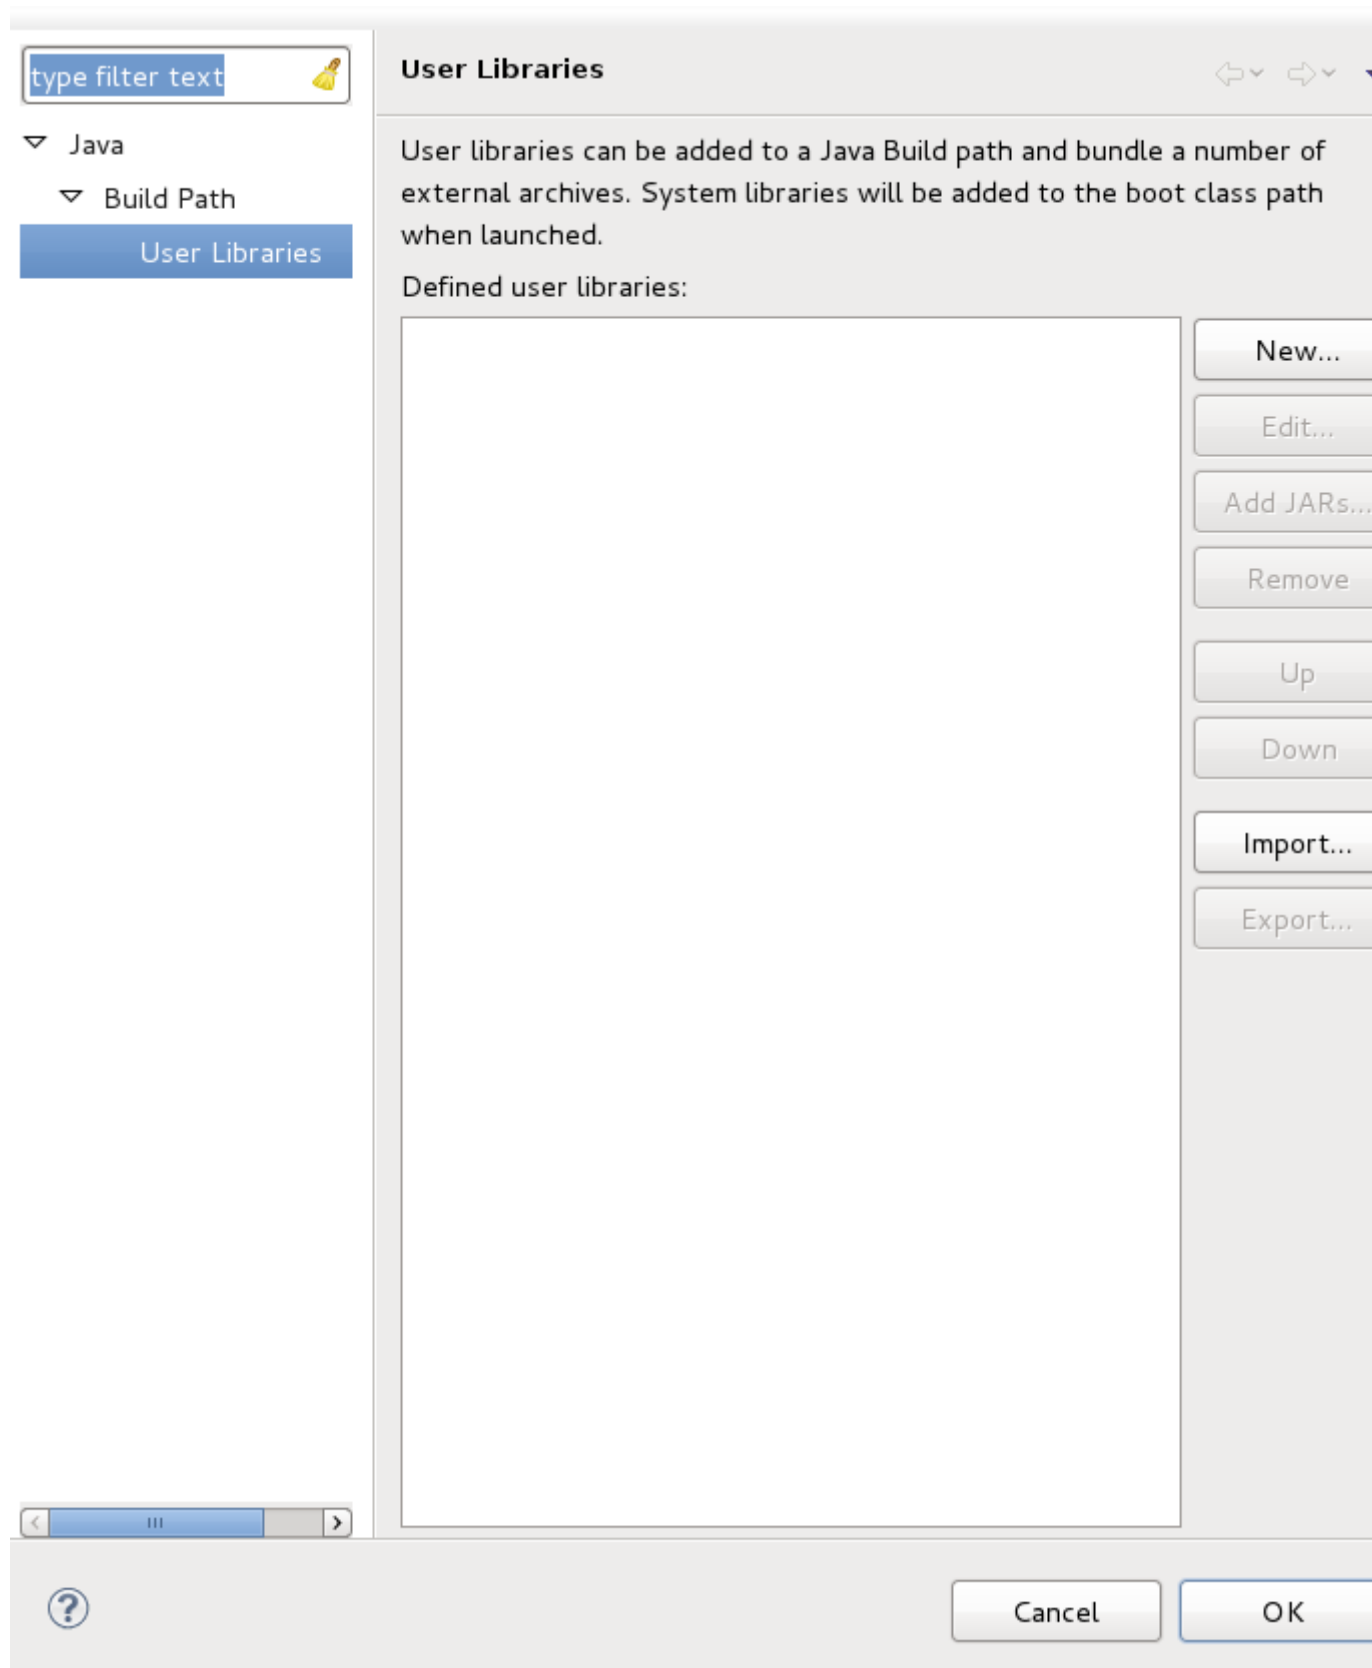 type filter text
Java
Build Path
User Libraries
User Libraries
User libraries can be added to a Java Build path and bundle a number of
external archives. System libraries will be added to the boot class path
when launched.
Defined user libraries:
New...
Edit...
Add JARs...
Remove
Up
Down
Import...
Export...
Cancel
OK